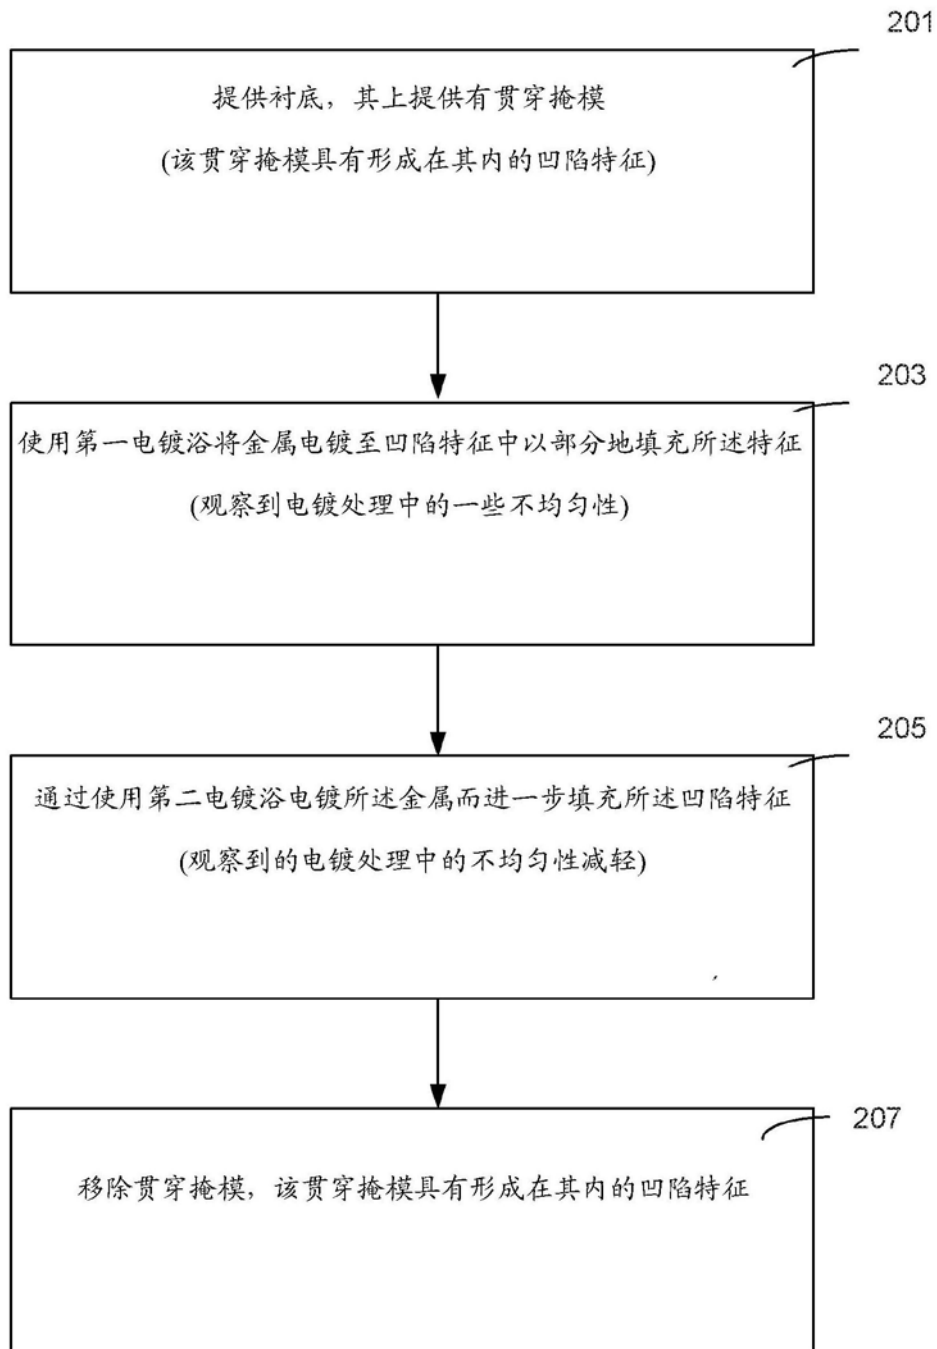 201
提供衬底，其上提供有贯穿掩模
(该贯穿掩模具有形成在其内的凹陷特征)
203
使用第一电镀浴将金属电镀至凹陷特征中以部分地填充所述特征
(观察到电镀处理中的一些不均匀性)
205
通过使用第二电镀浴电镀所述金属而进一步填充所述凹陷特征
(观察到的电镀处理中的不均匀性减轻)
207
移除贯穿掩模，该贯穿掩模具有形成在其内的凹陷特征